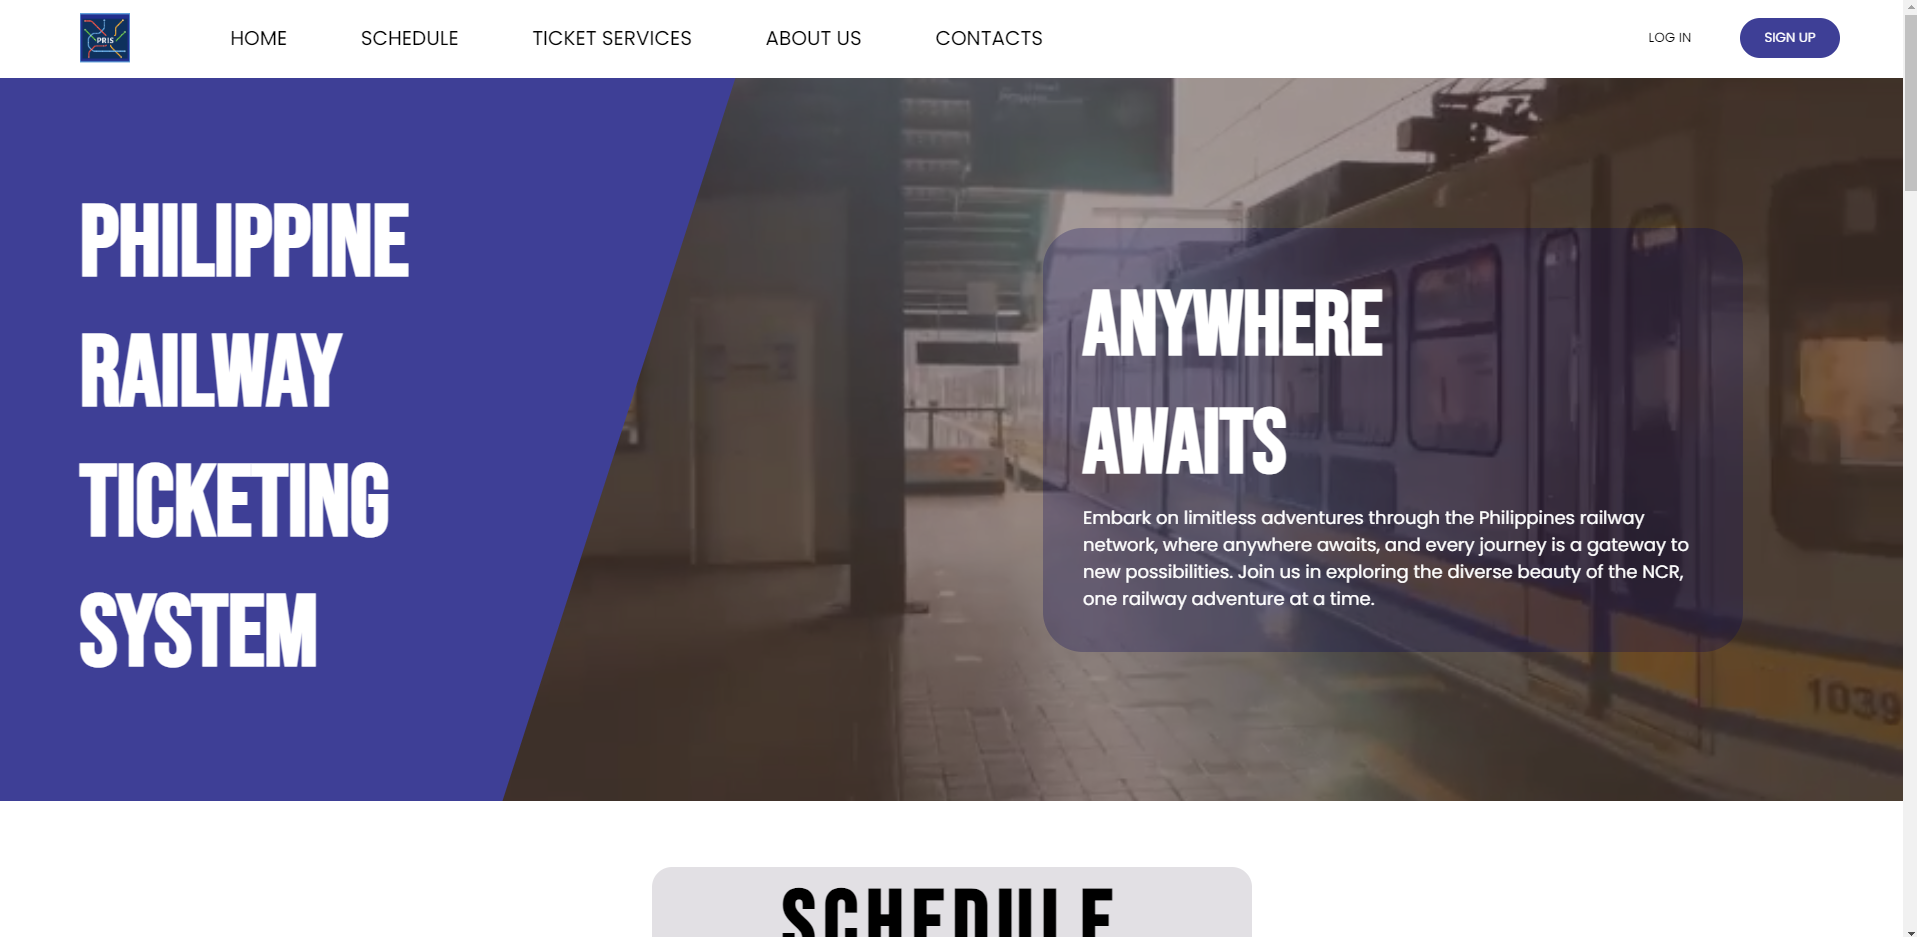 PRIS
HOME
SCHEDULE
TICKET SERVICES
ABOUT US
CONTACTS
LOG IN
SIGN UP
PHILIPPINE
RAILWAY
TICKETING
SYSTEM
ANYWHERE
AWAITS
Embark on limitless adventures through the Philippines railway
network, where anywhere awaits, and every journey is a gateway to
new possibilities. Join us in exploring the diverse beauty of the NCR,
one railway adventure at a time.
1039
SCHEDULE